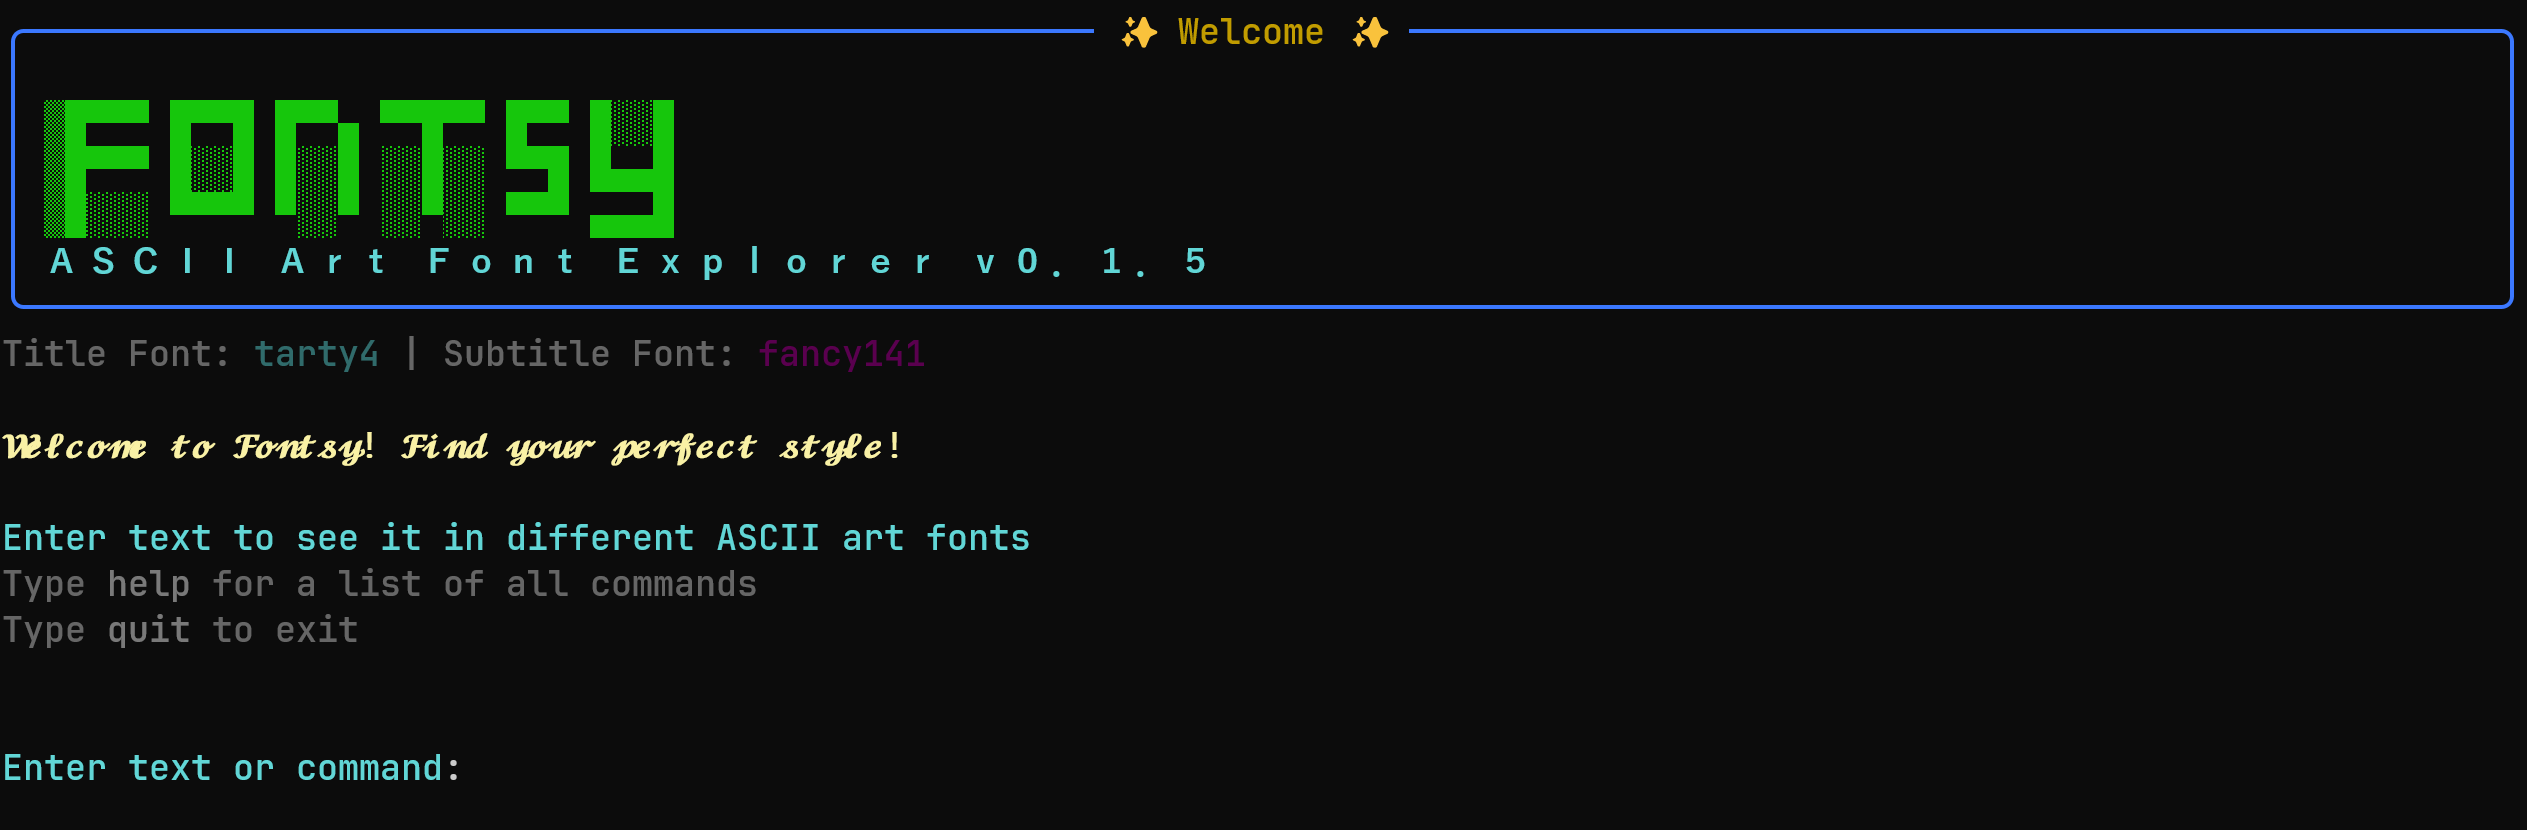 ✨ Welcome ✨
Fontsy
ASCII Art Font Explorer v0.1.5
Title Font: tarty4 | Subtitle Font: fancy141
𝓦𝓮𝓵𝓬𝓸𝓶𝓮 𝓽𝓸 𝓕𝓸𝓷𝓽𝓼𝔂! 𝓕𝓲𝓷𝓭 𝔂𝓸𝓾𝓻 𝓹𝓮𝓻𝓯𝓮𝓬𝓽 𝓼𝓽𝔂𝓵𝓮!
Enter text to see it in different ASCII art fonts
Type help for a list of all commands
Type quit to exit
Enter text or command: